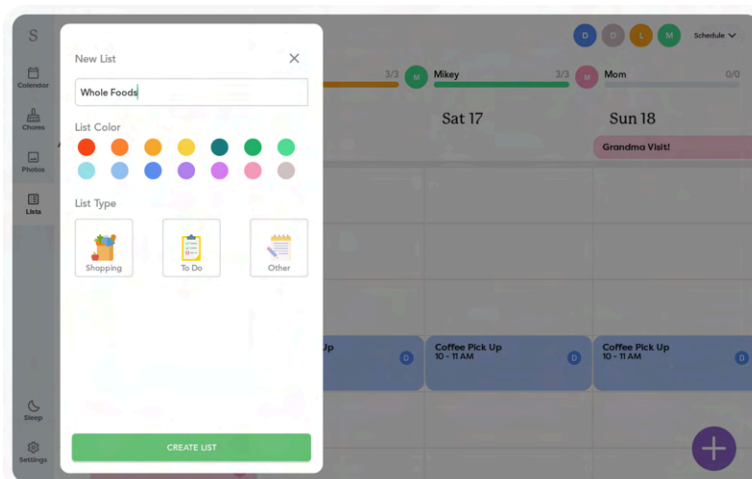 S
Calendar
Chores
Photos
Lists
Sleep
Settings
New List
Whole Foods
List Color
List Type
Shopping
To Do
Other
CREATE LIST
D D L M Schedule
3/3 M Mikey 3/3 M Mom 0/0
Sat 17 Sun 18
Grandma Visit!
Up
D
Coffee Pick Up
10 - 11 AM
D
Coffee Pick Up
10 - 11 AM
D